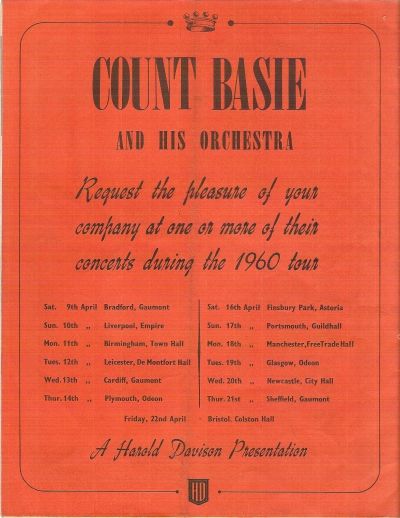 COUNT BASIE
AND HIS ORCHESTRA
Request the pleasure of your
company at one or more of their
concerts during the 1960 tour
Sat. 9th April Bradford, Gaumont
Sun. 10th „ Liverpool, Empire
Mon. 11th „ Birmingham, Town Hall
Tues. 12th „ Leicester, De Montfort Hall
Wed. 13th „ Cardiff, Gaumont
Thur. 14th „ Plymouth, Odeon
Sat. 16th April Finsbury Park, Astoria
Sun. 17th „ Portsmouth, Guildhall
Mon. 18th „ Manchester, Free Trade Hall
Tues. 19th „ Glasgow, Odeon
Wed. 20th „ Newcastle, City Hall
Thur. 21st „ Sheffield, Gaumont
Friday, 22nd April - Bristol. Colston Hall
A Harold Davison Presentation
HD